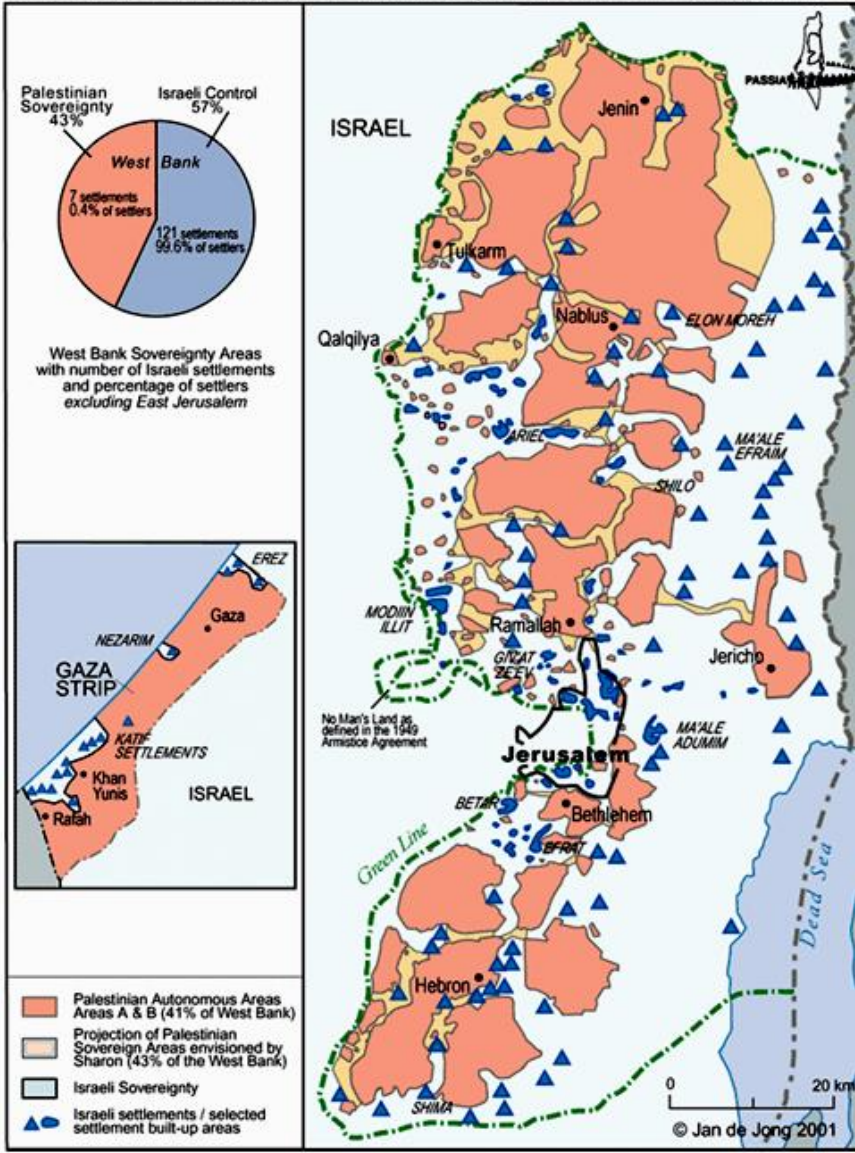 Palestinian
Sovereignty
43%
Israeli Control
57%
West Bank
7 settlements
0.4% of settlers
121 settlements
99.6% of settlers
West Bank Sovereignty Areas
with number of Israeli settlements
and percentage of settlers
excluding East Jerusalem
EREZ
Gaza
NEZARIM
GAZA
STRIP
KATIF
SETTLEMENTS
Khan
Yunis
ISRAEL
Rafah
Palestinian Autonomous Areas
Areas A & B (41% of West Bank)
Projection of Palestinian
Sovereign Areas envisioned by
Sharon (43% of the West Bank)
Israeli Sovereignty
Israeli settlements / selected
settlement built-up areas
PASSIA
ISRAEL
Jenin
Tulkarm
Nablus
ELON MOREH
Qalqilya
ARIEL
MA'ALE
EFRAIM
SHILO
MODIIN
ILLIT
Ramallah
GIV'AT
ZE'EV
Jericho
No Man's Land as
defined in the 1949
Armistice Agreement
MA'ALE
ADUMIM
Jerusalem
BETAR
Bethlehem
EFRAT
Green Line
Dead Sea
Hebron
SHIMA
0 20 km
© Jan de Jong 2001